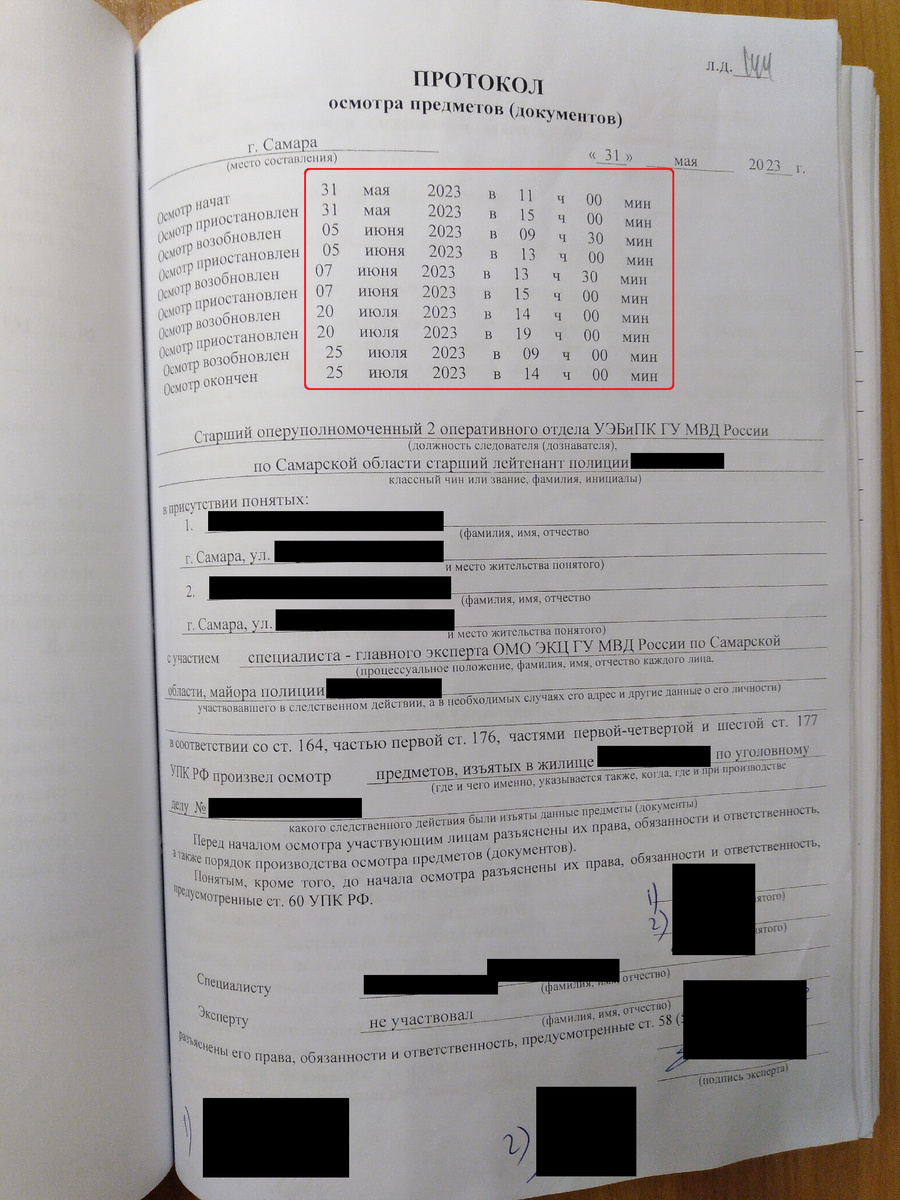 л.д. 144
ПРОТОКОЛ
осмотра предметов (документов)
г. Самара
(место составления)
« 31 » мая 2023 г.
Осмотр начат 31 мая 2023 в 11 ч 00 мин
Осмотр приостановлен 31 мая 2023 в 15 ч 00 мин
Осмотр возобновлен 05 июня 2023 в 09 ч 30 мин
Осмотр приостановлен 05 июня 2023 в 13 ч 00 мин
Осмотр возобновлен 07 июня 2023 в 13 ч 30 мин
Осмотр приостановлен 07 июня 2023 в 15 ч 00 мин
Осмотр возобновлен 20 июля 2023 в 14 ч 00 мин
Осмотр приостановлен 20 июля 2023 в 19 ч 00 мин
Осмотр возобновлен 25 июля 2023 в 09 ч 00 мин
Осмотр окончен 25 июля 2023 в 14 ч 00 мин
Старший оперуполномоченный 2 оперативного отдела УЭБиПК ГУ МВД России
(должность следователя (дознавателя),
по Самарской области старший лейтенант полиции
классный чин или звание, фамилия, инициалы)
в присутствии понятых:
1.
(фамилия, имя, отчество
г. Самара, ул.
и место жительства понятого)
2.
(фамилия, имя, отчество
г. Самара, ул.
и место жительства понятого)
с участием специалиста - главного эксперта ОМО ЭКЦ ГУ МВД России по Самарской
(процессуальное положение, фамилия, имя, отчество каждого лица,
области, майора полиции
участвовавшего в следственном действии, а в необходимых случаях его адрес и другие данные о его личности)
в соответствии со ст. 164, частью первой ст. 176, частями первой-четвертой и шестой ст. 177
УПК РФ произвел осмотр предметов, изъятых в жилище по уголовному
(где и чего именно, указывается также, когда, где и при производстве
делу №
какого следственного действия были изъяты данные предметы (документы)
Перед началом осмотра участвующим лицам разъяснены их права, обязанности и ответственность,
а также порядок производства осмотра предметов (документов).
Понятым, кроме того, до начала осмотра разъяснены их права, обязанности и ответственность,
предусмотренные ст. 60 УПК РФ.
1) ятого)
2) ятого)
Специалисту
(фамилия, имя, отчество)
Эксперту не участвовал
(фамилия, имя, отчество)
разъяснены его права, обязанности и ответственность, предусмотренные ст. 58 (5
(подпись эксперта)
1) 2)